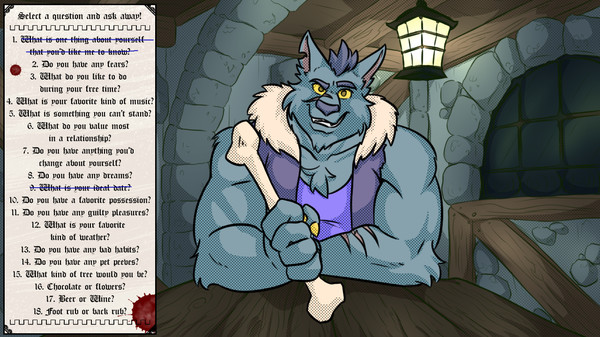 Select a question and ask away!
1. What is one thing about yourself
that you'd like me to know?
2. Do you have any fears?
3. What do you like to do
during your free time?
4. What is your favorite kind of music?
5. What is something you can't stand?
6. What do you value most
in a relationship?
7. Do you have anything you'd
change about yourself?
8. Do you have any dreams?
9. What is your ideal date?
10. Do you have a favorite possession?
11. Do you have any guilty pleasures?
12. What is your favorite
kind of weather?
13. Do you have any bad habits?
14. Do you have any pet peeves?
15. What kind of tree would you be?
16. Chocolate or flowers?
17. Beer or Wine?
18. Foot rub or back rub?